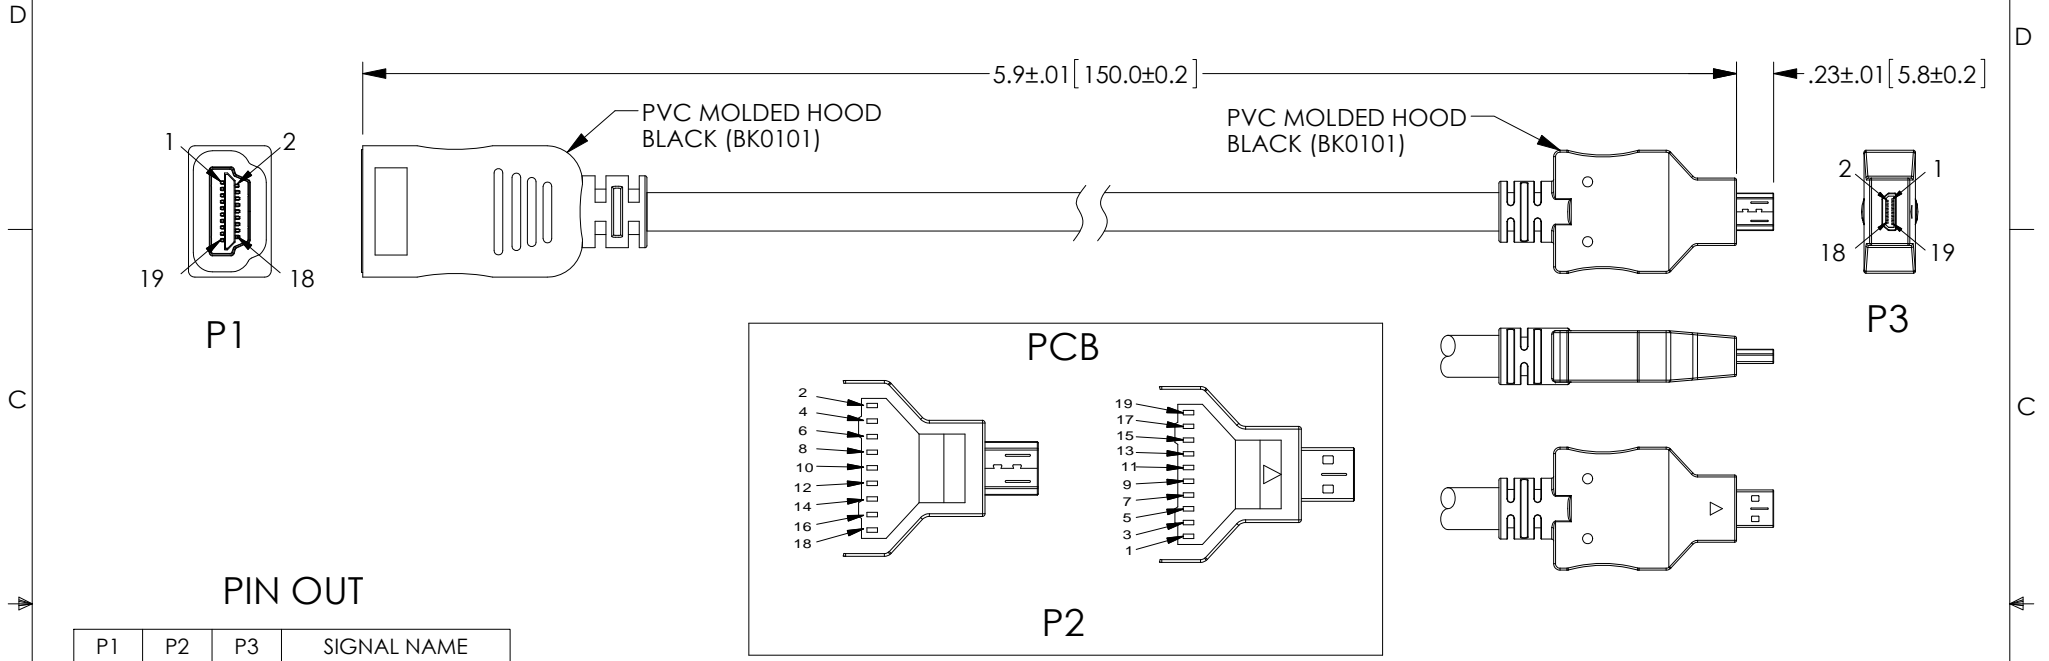 D
D
5.9±.01[150.0±0.2]
.23±.01[5.8±0.2]
PVC MOLDED HOOD
BLACK (BK0101)
PVC MOLDED HOOD
BLACK (BK0101)
1
2
19
18
P1
2
1
18
19
P3
PCB
2
4
6
8
10
12
14
16
18
19
17
15
13
11
9
7
5
3
1
P2
C
C
PIN OUT
P1 P2 P3 SIGNAL NAME